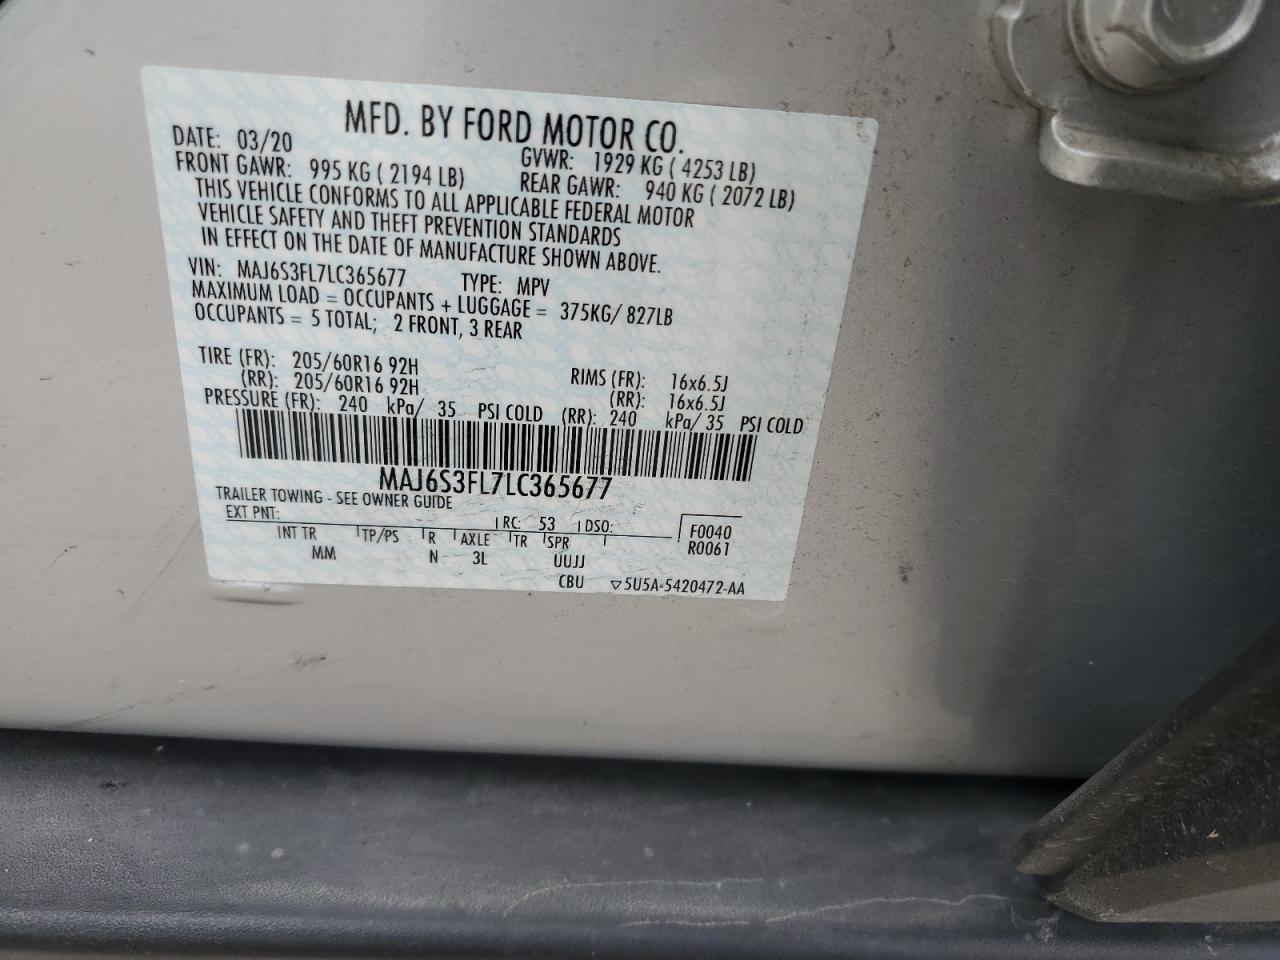 MFD. BY FORD MOTOR CO.
DATE: 03/20 GVWR: 1929 KG ( 4253 LB)
FRONT GAWR: 995 KG ( 2194 LB) REAR GAWR: 940 KG ( 2072 LB)
THIS VEHICLE CONFORMS TO ALL APPLICABLE FEDERAL MOTOR
VEHICLE SAFETY AND THEFT PREVENTION STANDARDS
IN EFFECT ON THE DATE OF MANUFACTURE SHOWN ABOVE.
VIN: MAJ6S3FL7LC365677 TYPE: MPV
MAXIMUM LOAD = OCCUPANTS + LUGGAGE = 375KG/ 827LB
OCCUPANTS = 5 TOTAL; 2 FRONT, 3 REAR
TIRE (FR): 205/60R16 92H RIMS (FR): 16x6.5J
(RR): 205/60R16 92H (RR): 16x6.5J
PRESSURE (FR): 240 kPa/ 35 PSI COLD (RR): 240 kPa/ 35 PSI COLD
MAJ6S3FL7LC365677
TRAILER TOWING - SEE OWNER GUIDE
EXT PNT: RC: 53 DSO: F0040
INT TR TP/PS R AXLE TR SPR R0061
MM N 3L UUJJ
CBU ▽5U5A-5420472-AA